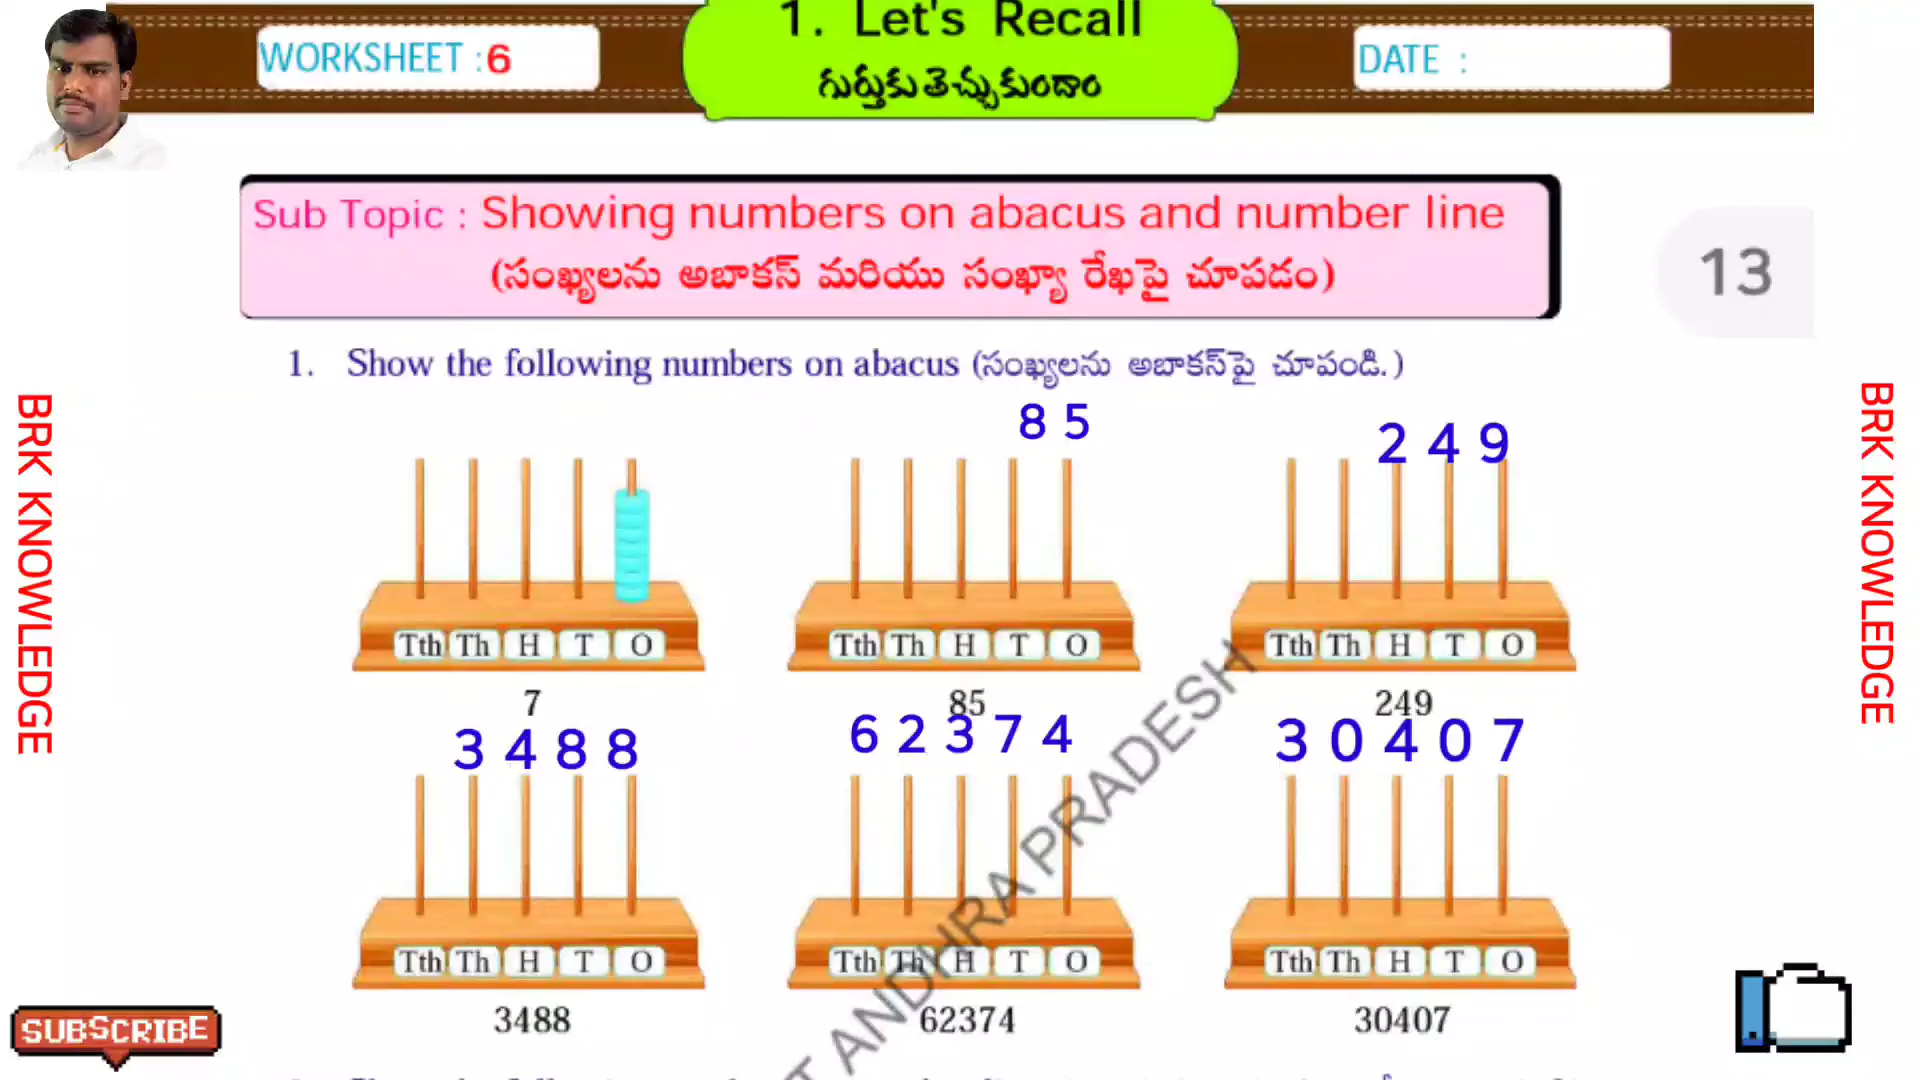 1. Let's Recall
గుర్తుకు తెచ్చుకుందాం
WORKSHEET : 6
DATE :
Sub Topic : Showing numbers on abacus and number line
(సంఖ్యలను అబాకస్ మరియు సంఖ్యా రేఖపై చూపడం)
13
1. Show the following numbers on abacus (సంఖ్యలను అబాకస్‌పై చూపండి.)
BRK KNOWLEDGE
BRK KNOWLEDGE
8 5
2 4 9
Tth Th H T O
Tth Th H T O
Tth Th H T O
7
85
249
3 4 8 8
6 2 3 7 4
3 0 4 0 7
Tth Th H T O
Tth Th H T O
Tth Th H T O
3488
62374
30407
ANDHRA PRADESH
SUBSCRIBE